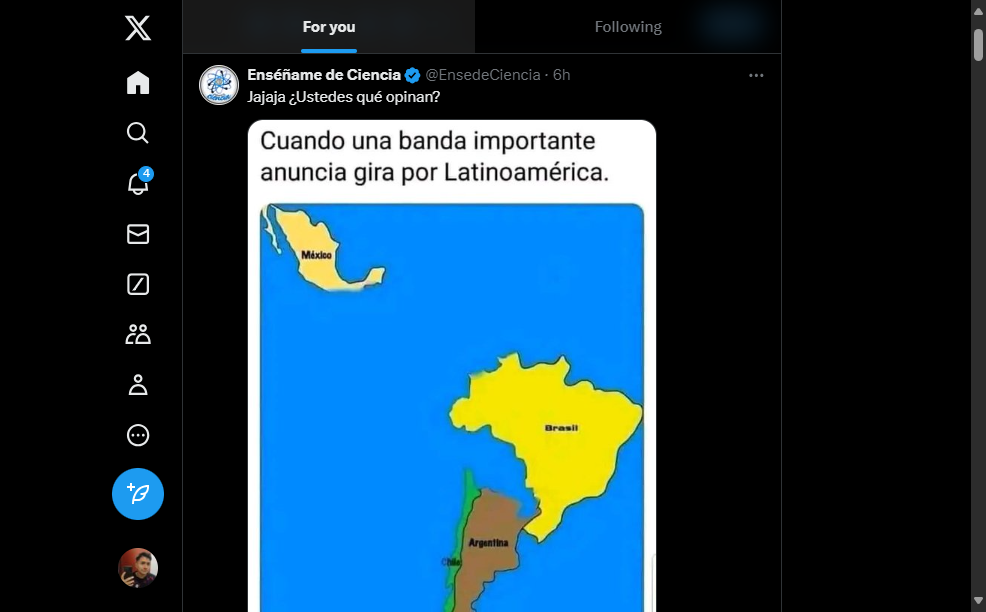 For you
Following
Enséñame de Ciencia @EnsedeCiencia · 6h
Jajaja ¿Ustedes qué opinan?
4
Cuando una banda importante
anuncia gira por Latinoamérica.
México
Brasil
Argentina
Chile